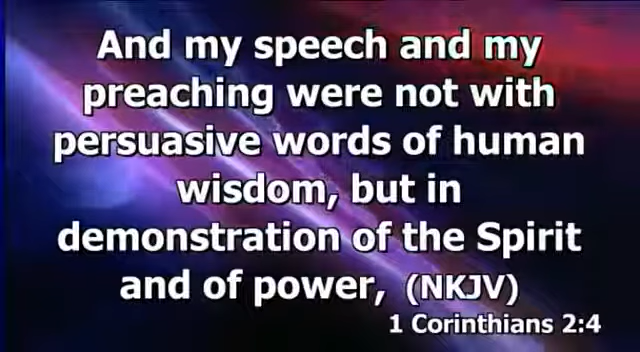 And my speech and my
preaching were not with
persuasive words of human
wisdom, but in
demonstration of the Spirit
and of power, (NKJV)
1 Corinthians 2:4